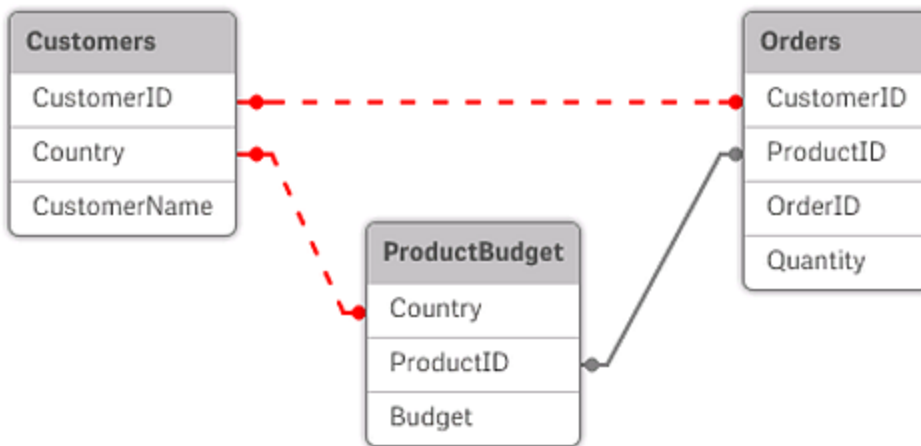 Customers
CustomerID
Country
CustomerName
ProductBudget
Country
ProductID
Budget
Orders
CustomerID
ProductID
OrderID
Quantity